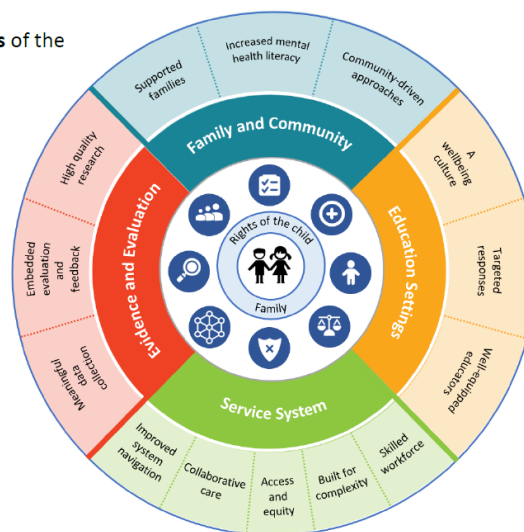 s of the
Supported
families
Increased mental
health literacy
Community-driven
approaches
Family and Community
A
wellbeing
culture
Targeted
responses
Well-equipped
educators
Education Settings
Skilled
workforce
Built for
complexity
Access
and
equity
Collaborative
care
Improved
system
navigation
Service System
Meaningful
data
collection
Embedded
evaluation
and
feedback
High quality
research
Evidence and Evaluation
Rights of the child
Family